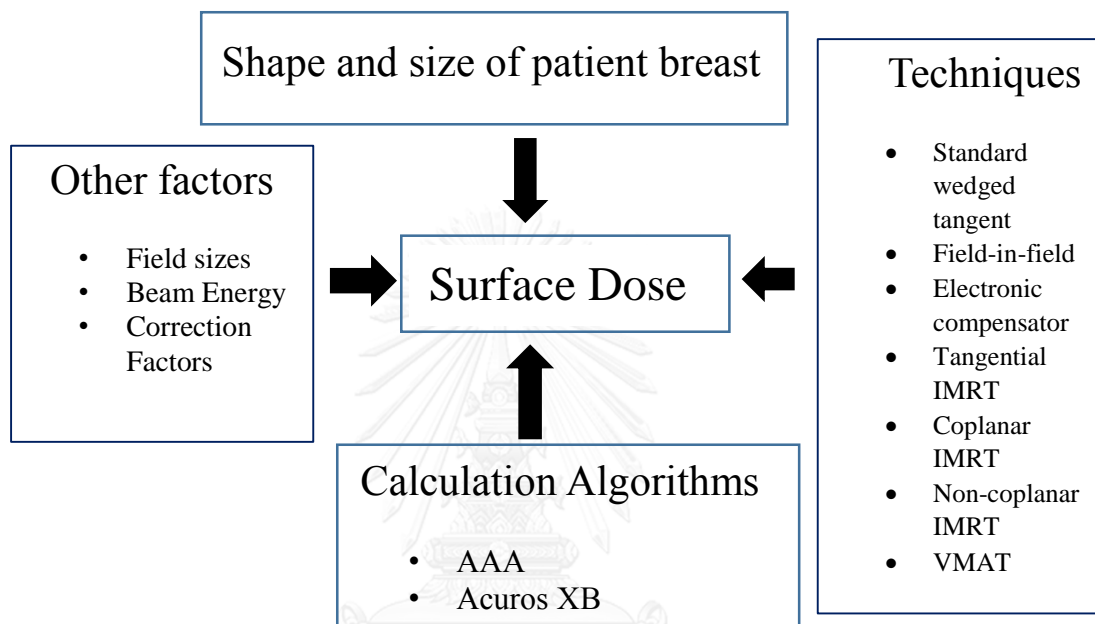 Shape and size of patient breast
Other factors
• Field sizes
• Beam Energy
• Correction
Factors
Surface Dose
Techniques
• Standard
wedged
tangent
• Field-in-field
• Electronic
compensator
• Tangential
IMRT
• Coplanar
IMRT
• Non-coplanar
IMRT
• VMAT
Calculation Algorithms
• AAA
• Acuros XB